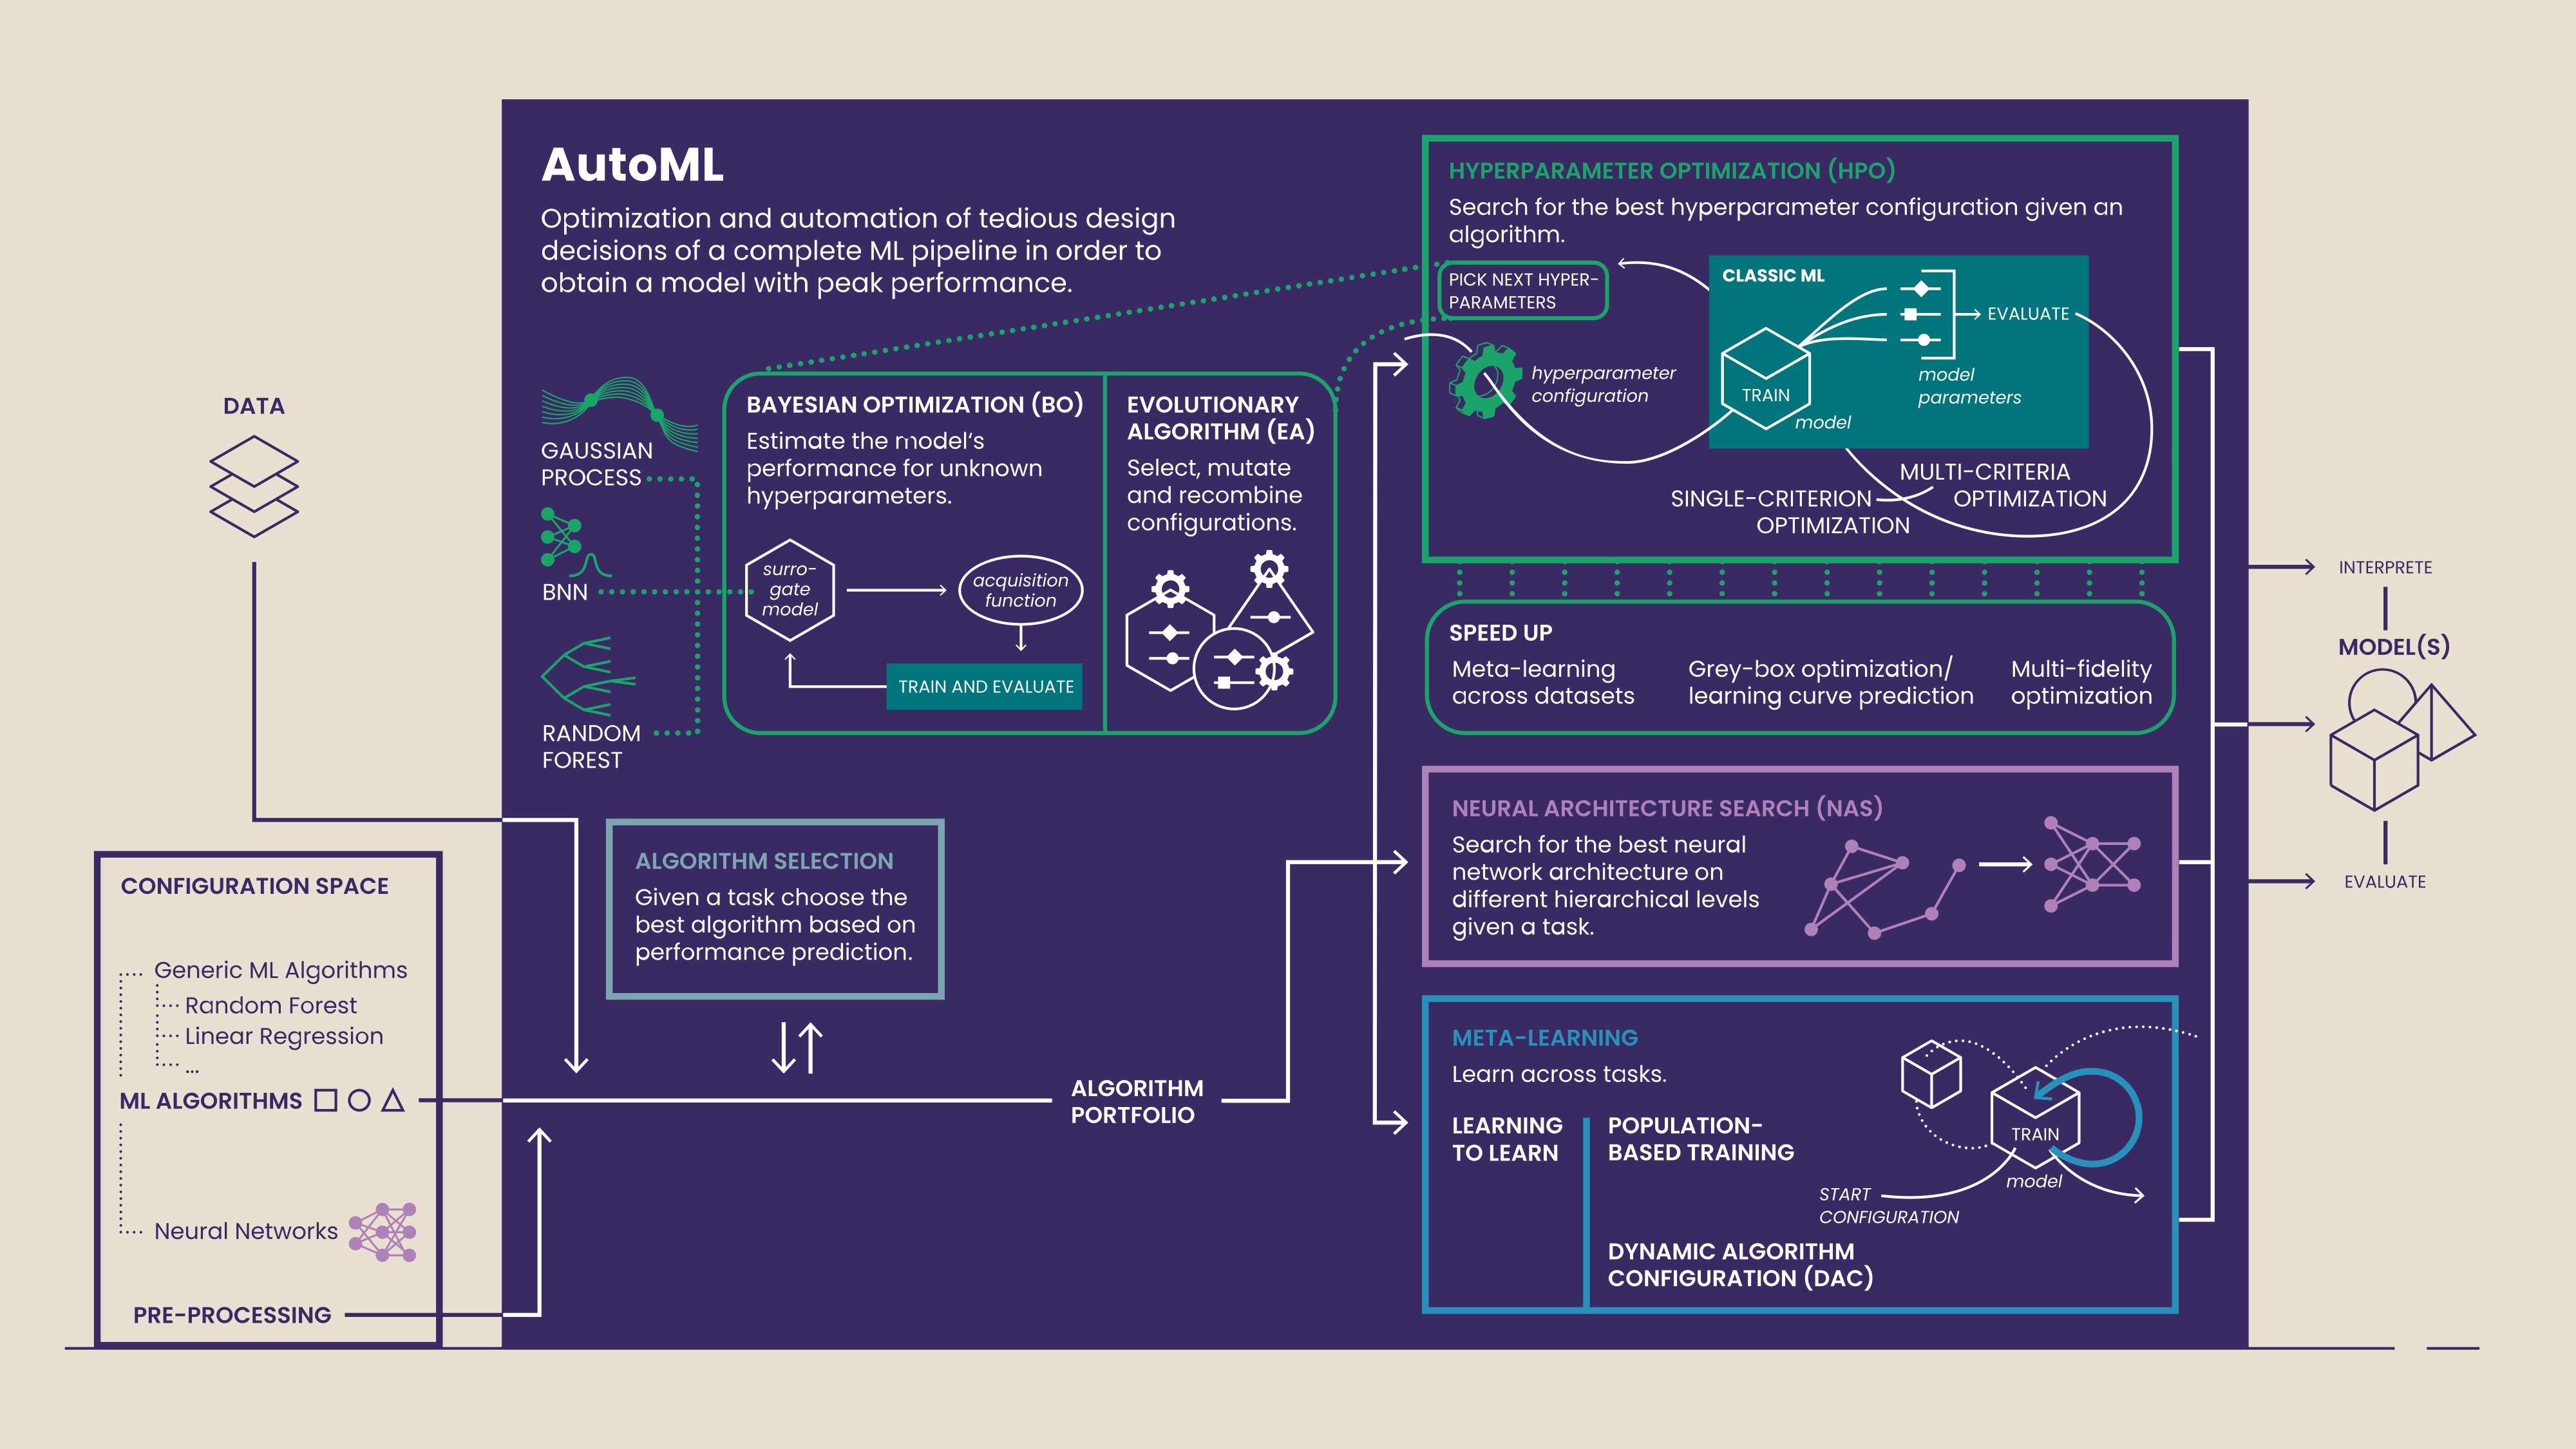 AutoML
Optimization and automation of tedious design
decisions of a complete ML pipeline in order to
obtain a model with peak performance.
DATA
CONFIGURATION SPACE
Generic ML Algorithms
Random Forest
Linear Regression
...
ML ALGORITHMS
Neural Networks
PRE-PROCESSING
GAUSSIAN
PROCESS
BNN
RANDOM
FOREST
BAYESIAN OPTIMIZATION (BO)
Estimate the model‘s
performance for unknown
hyperparameters.
surro-
gate
model
acquisition
function
TRAIN AND EVALUATE
EVOLUTIONARY
ALGORITHM (EA)
Select, mutate
and recombine
configurations.
ALGORITHM SELECTION
Given a task choose the
best algorithm based on
performance prediction.
ALGORITHM
PORTFOLIO
HYPERPARAMETER OPTIMIZATION (HPO)
Search for the best hyperparameter configuration given an
algorithm.
PICK NEXT HYPER-
PARAMETERS
hyperparameter
configuration
CLASSIC ML
TRAIN
model
EVALUATE
model
parameters
MULTI-CRITERIA
OPTIMIZATION
SINGLE-CRITERION
OPTIMIZATION
SPEED UP
Meta-learning
across datasets
Grey-box optimization/
learning curve prediction
Multi-fidelity
optimization
NEURAL ARCHITECTURE SEARCH (NAS)
Search for the best neural
network architecture on
different hierarchical levels
given a task.
META-LEARNING
Learn across tasks.
LEARNING
TO LEARN
POPULATION-
BASED TRAINING
TRAIN
model
START
CONFIGURATION
DYNAMIC ALGORITHM
CONFIGURATION (DAC)
INTERPRETE
MODEL(S)
EVALUATE